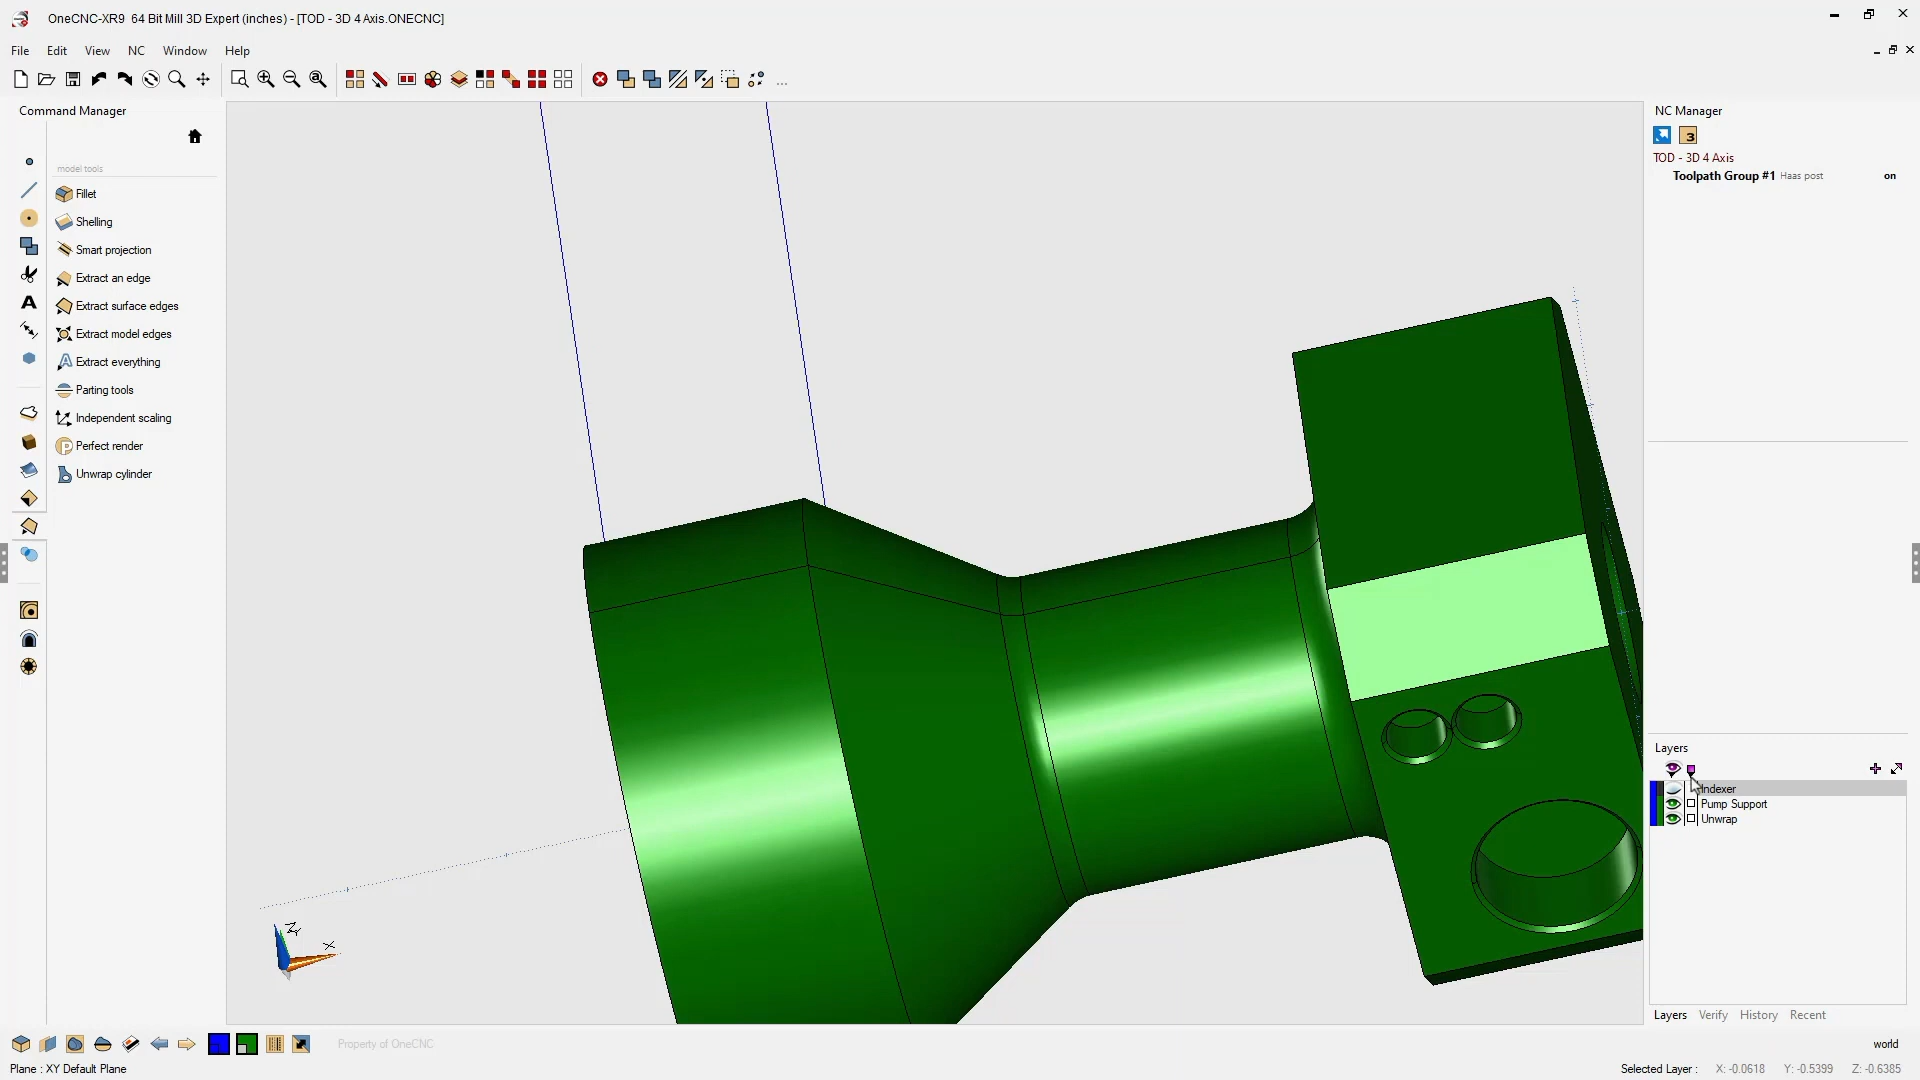 OneCNC-XR9 64 Bit Mill 3D Expert (inches) - [TOD - 3D 4 Axis.ONECNC]
File Edit View NC Window Help
Command Manager
model tools
Fillet
Shelling
Smart projection
Extract an edge
Extract surface edges
Extract model edges
Extract everything
Parting tools
Independent scaling
Perfect render
Unwrap cylinder
A
Z
Y
X
NC Manager
3
TOD - 3D 4 Axis
Toolpath Group #1 Haas post on
Layers
Indexer
Pump Support
Unwrap
Layers Verify History Recent
Property of OneCNC
world
Plane : XY Default Plane
Selected Layer : X: -0.0618 Y: -0.5399 Z: -0.6385